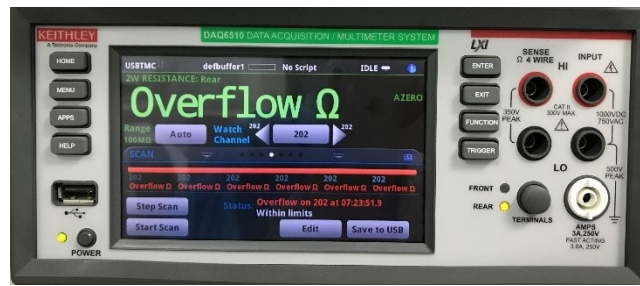 KEITHLEY
A Tektronix Company
DAQ6510 DATA ACQUISITION / MULTIMETER SYSTEM
LXI
HOME
MENU
APPS
HELP
POWER
USBTMC defbuffer1 No Script IDLE
2W RESISTANCE: Rear
Overflow Ω
AZERO
Range
100MΩ
Auto
Watch
Channel
202
202
202
SCAN
202 202 202 202 202 202
Overflow Ω Overflow Ω Overflow Ω Overflow Ω Overflow Ω Overflow Ω
Step Scan
Status: Overflow on 202 at 07:23:51.9
Within limits
Start Scan
Edit
Save to USB
ENTER
EXIT
FUNCTION
TRIGGER
SENSE
Ω 4 WIRE
INPUT
HI
350V
PEAK
CAT II
300V MAX
1000VDC
750VAC
LO
500V
PEAK
FRONT
REAR
TERMINALS
AMPS
3A,250V
FAST ACTING
3.0A, 250V